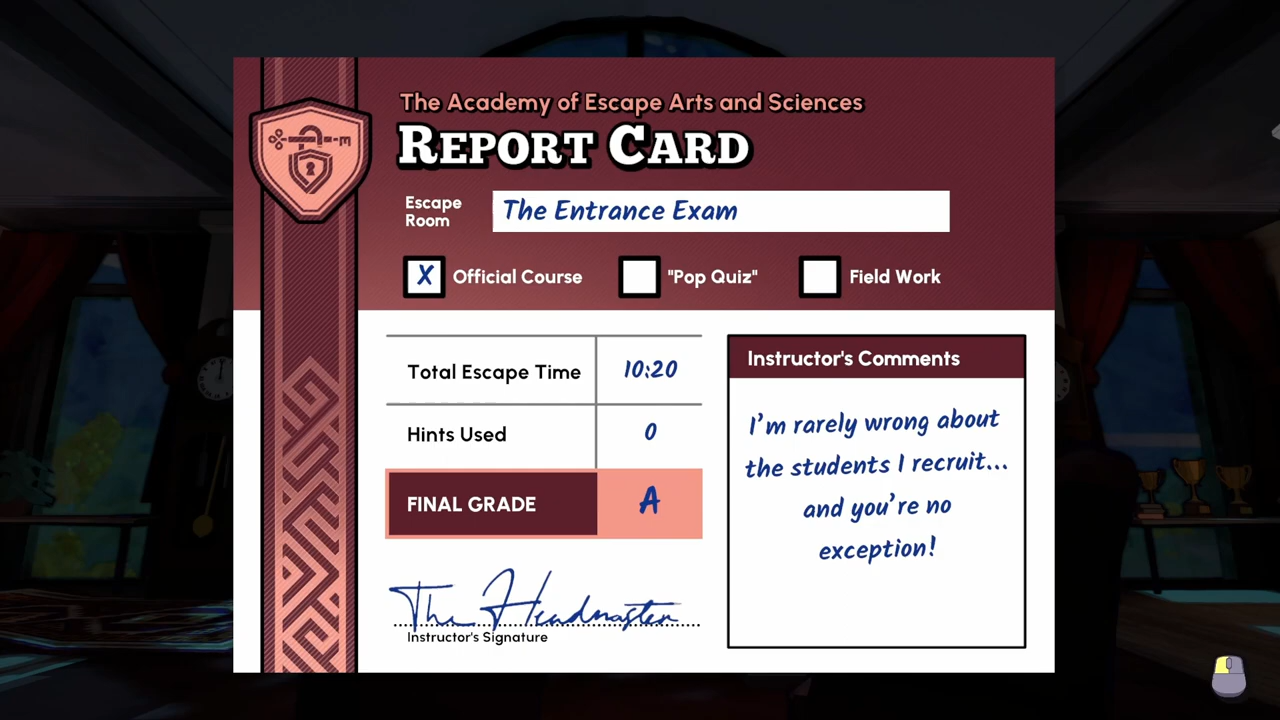 The Academy of Escape Arts and Sciences
REPORT CARD
Escape
Room
The Entrance Exam
X Official Course "Pop Quiz" Field Work
Total Escape Time 10:20
Hints Used 0
FINAL GRADE A
The Headmaster
Instructor's Signature
Instructor's Comments
I'm rarely wrong about
the students I recruit...
and you're no
exception!